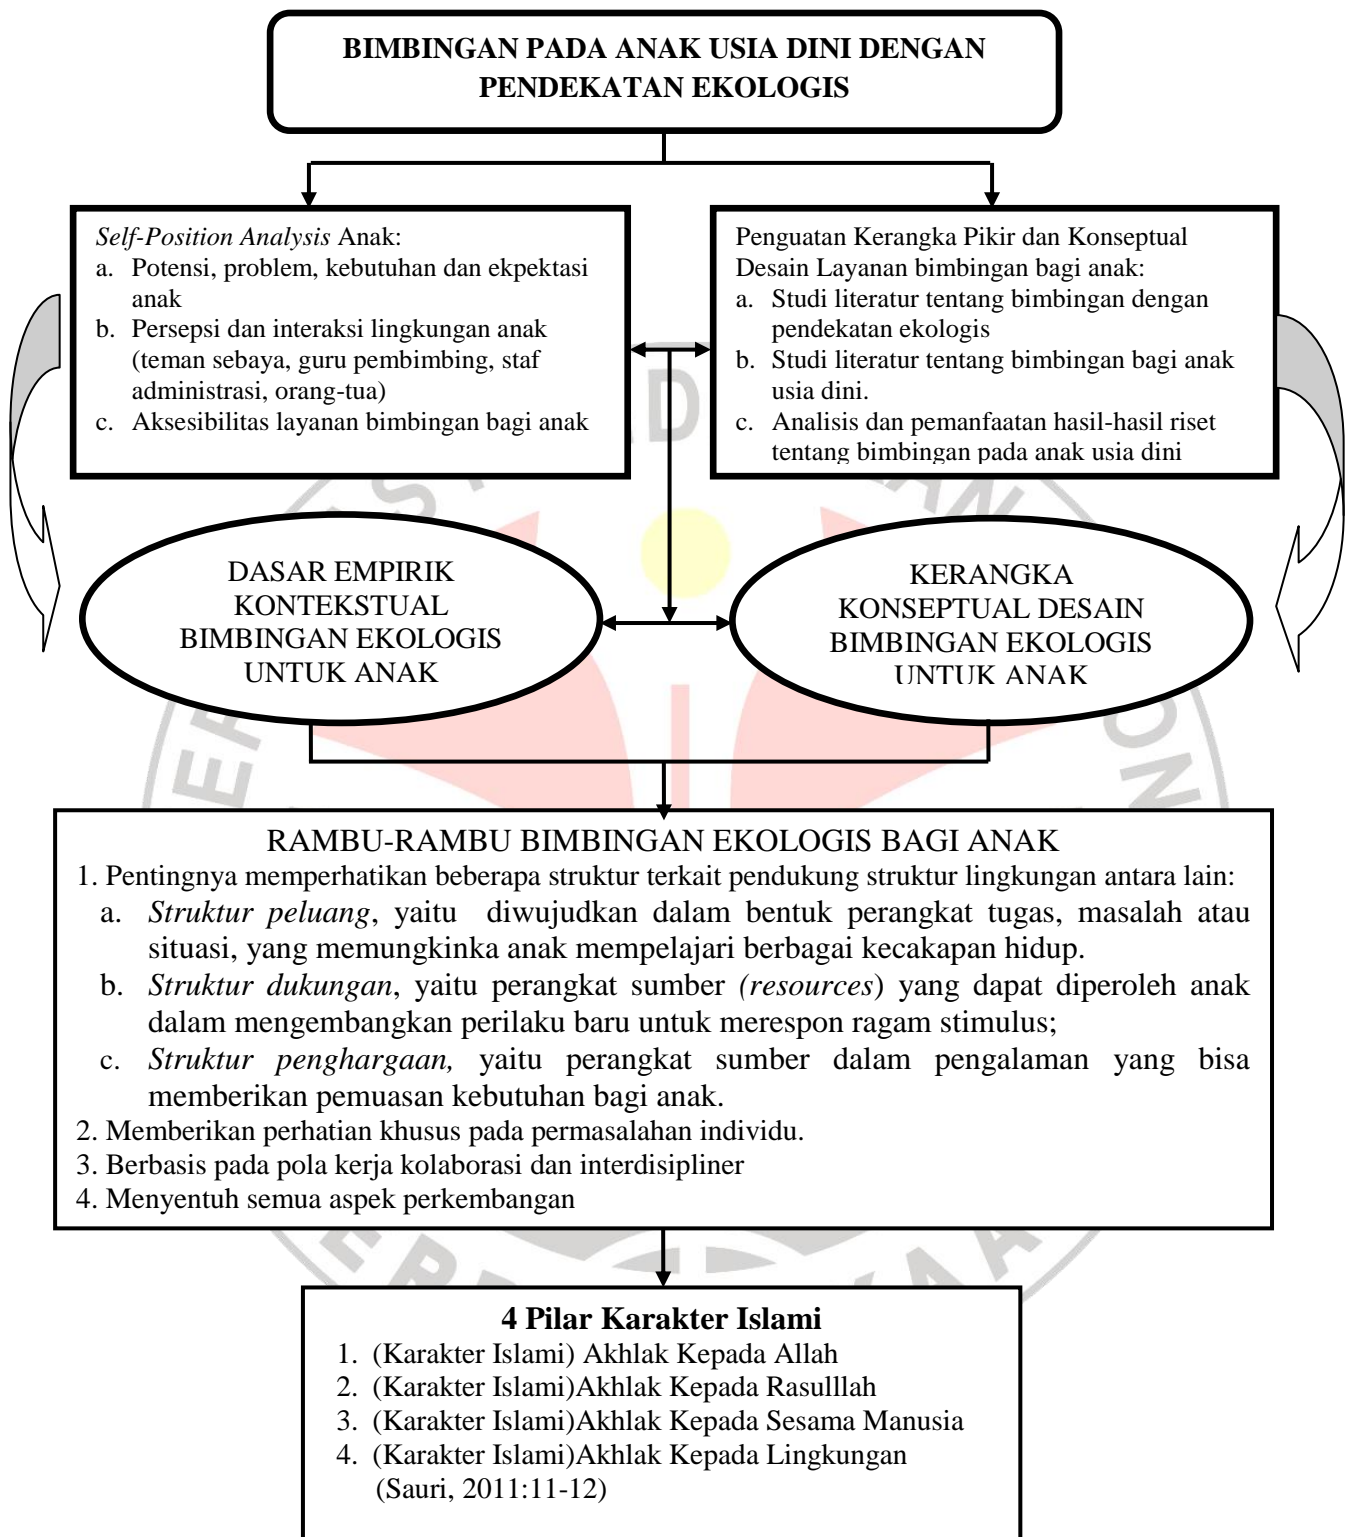 BIMBINGAN PADA ANAK USIA DINI DENGAN
PENDEKATAN EKOLOGIS
Self-Position Analysis Anak:
a. Potensi, problem, kebutuhan dan ekpektasi
anak
b. Persepsi dan interaksi lingkungan anak
(teman sebaya, guru pembimbing, staf
administrasi, orang-tua)
c. Aksesibilitas layanan bimbingan bagi anak
Penguatan Kerangka Pikir dan Konseptual
Desain Layanan bimbingan bagi anak:
a. Studi literatur tentang bimbingan dengan
pendekatan ekologis
b. Studi literatur tentang bimbingan bagi anak
usia dini.
c. Analisis dan pemanfaatan hasil-hasil riset
tentang bimbingan pada anak usia dini
DASAR EMPIRIK
KONTEKSTUAL
BIMBINGAN EKOLOGIS
UNTUK ANAK
KERANGKA
KONSEPTUAL DESAIN
BIMBINGAN EKOLOGIS
UNTUK ANAK
RAMBU-RAMBU BIMBINGAN EKOLOGIS BAGI ANAK
1. Pentingnya memperhatikan beberapa struktur terkait pendukung struktur lingkungan antara lain:
a. Struktur peluang, yaitu diwujudkan dalam bentuk perangkat tugas, masalah atau
situasi, yang memungkinka anak mempelajari berbagai kecakapan hidup.
b. Struktur dukungan, yaitu perangkat sumber (resources) yang dapat diperoleh anak
dalam mengembangkan perilaku baru untuk merespon ragam stimulus;
c. Struktur penghargaan, yaitu perangkat sumber dalam pengalaman yang bisa
memberikan pemuasan kebutuhan bagi anak.
2. Memberikan perhatian khusus pada permasalahan individu.
3. Berbasis pada pola kerja kolaborasi dan interdisipliner
4. Menyentuh semua aspek perkembangan
4 Pilar Karakter Islami
1. (Karakter Islami) Akhlak Kepada Allah
2. (Karakter Islami)Akhlak Kepada Rasulllah
3. (Karakter Islami)Akhlak Kepada Sesama Manusia
4. (Karakter Islami)Akhlak Kepada Lingkungan
(Sauri, 2011:11-12)